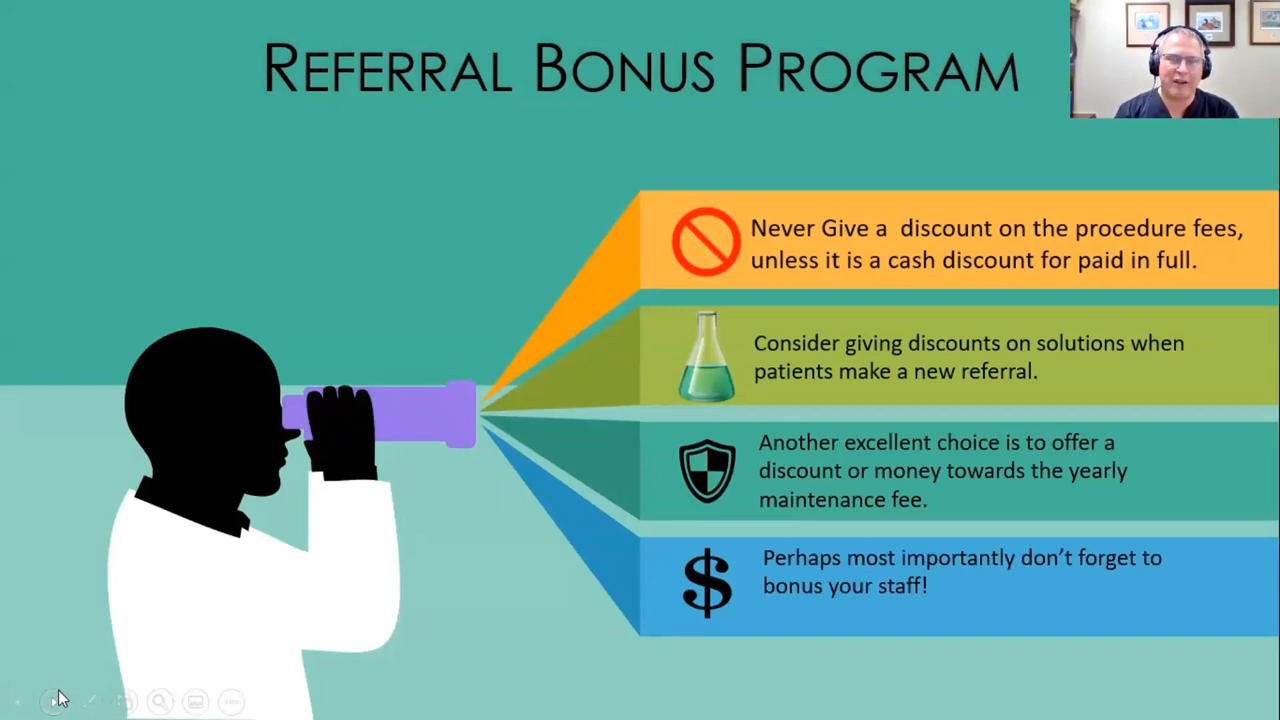 REFERRAL BONUS PROGRAM
Never Give a  discount on the procedure fees,
unless it is a cash discount for paid in full.
Consider giving discounts on solutions when
patients make a new referral.
Another excellent choice is to offer a
discount or money towards the yearly
maintenance fee.
Perhaps most importantly don’t forget to
bonus your staff!